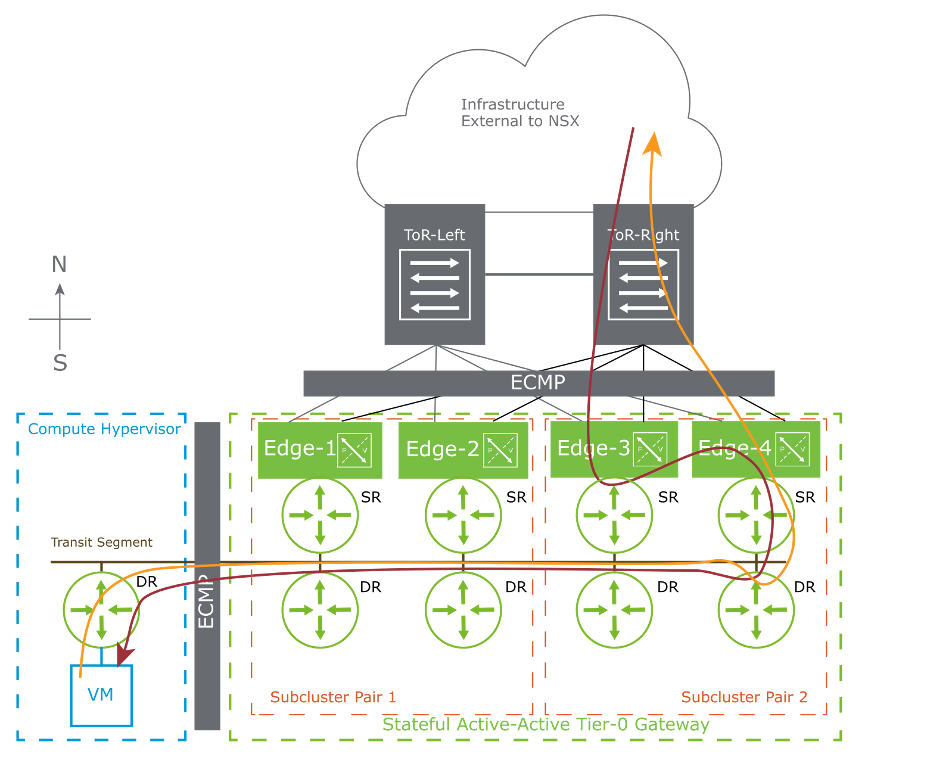 Infrastructure
External to NSX
ToR-Left
ToR-Right
N
S
ECMP
Compute Hypervisor
Edge-1
P
V
Edge-2
P
V
Edge-3
P
V
Edge-4
P
V
SR
SR
SR
SR
Transit Segment
DR
ECMP
DR
DR
DR
DR
VM
Subcluster Pair 1
Subcluster Pair 2
Stateful Active-Active Tier-0 Gateway